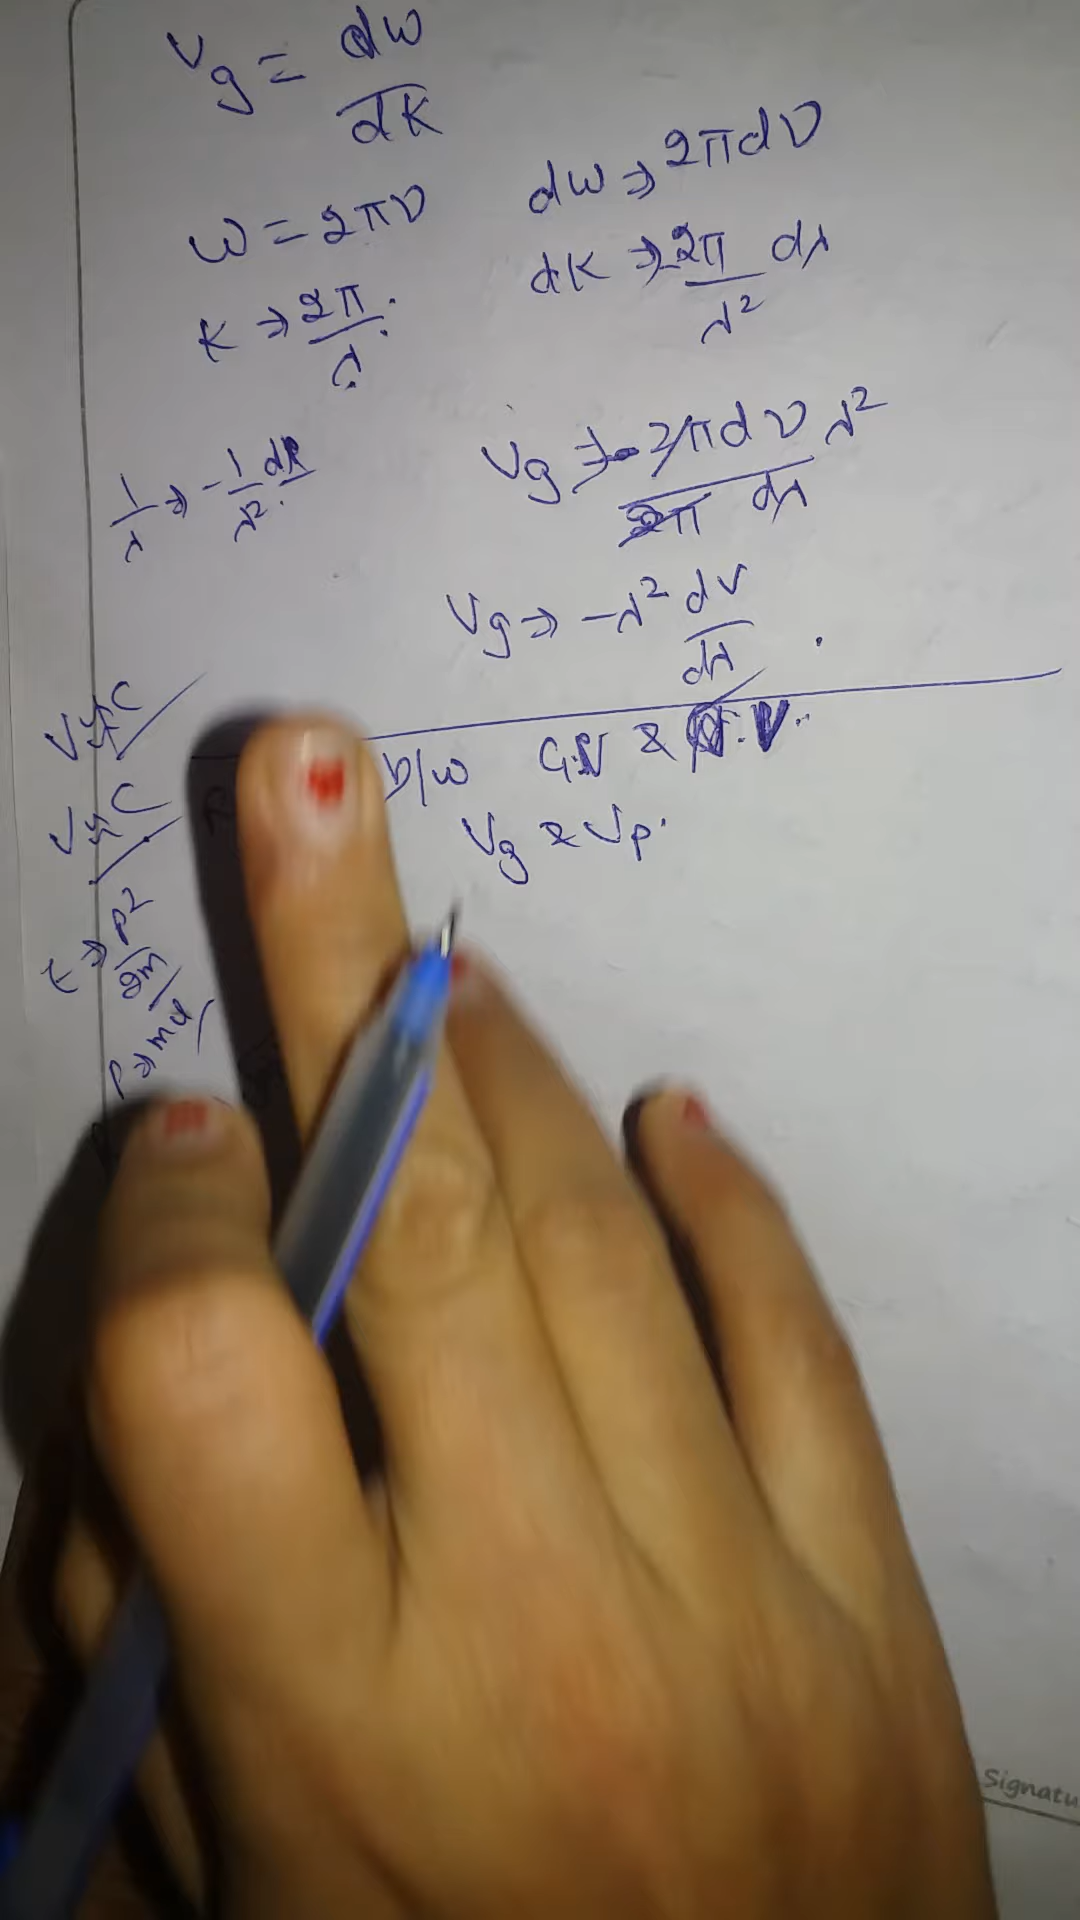 Vg = dω/dK
ω = 2πν
dω ⇒ 2πdν
K ⇒ 2π/λ
dK ⇒ -2π/λ² dλ
1/λ ⇒ -1/λ²
Vg ⇒ -2πdν λ²/2π dλ
Vg ⇒ -λ² dν/dλ
b/w G.V &
Vg & Vp.
E ⇒ P²/2m
P ⇒ mv
Signatu